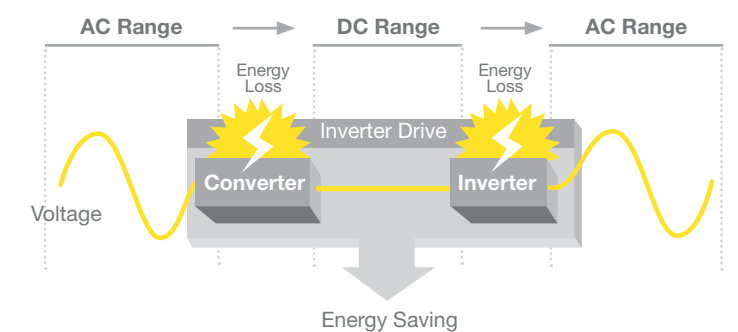 AC Range
DC Range
AC Range
Energy
Loss
Energy
Loss
Inverter Drive
Converter
Inverter
Voltage
Energy Saving